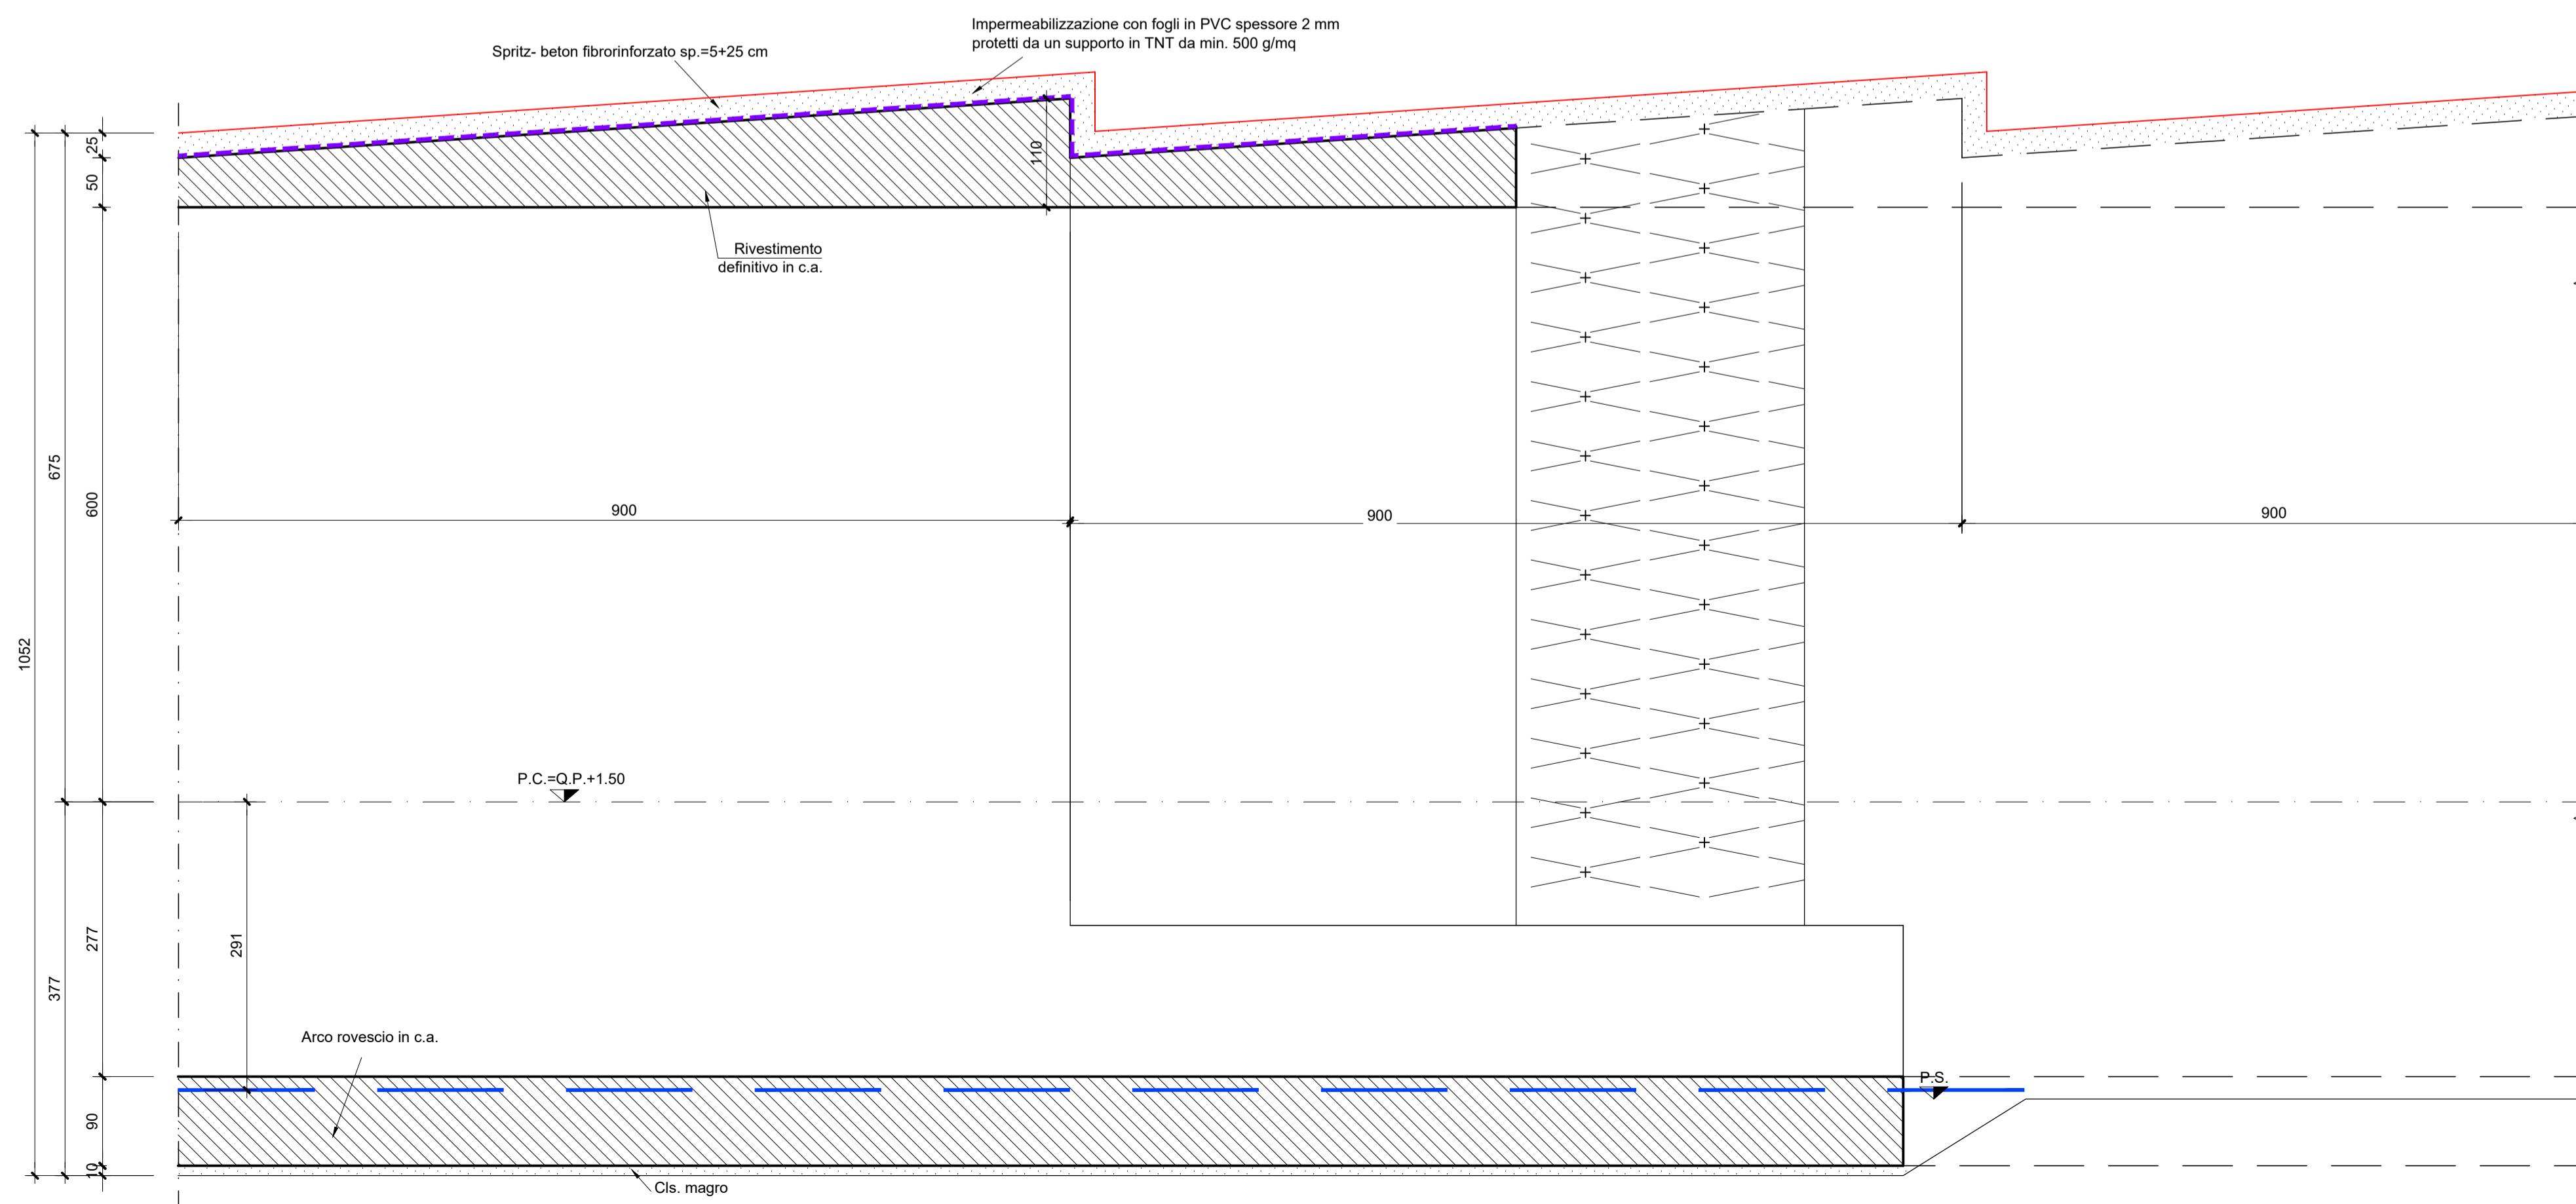 Impermeabilizzazione con fogli in PVC spessore 2 mm
protetti da un supporto in TNT da min. 500 g/mq
Spritz- beton fibrorinforzato sp.=5+25 cm
25
110
50
Rivestimento
definitivo in c.a.
675
600
900
900
900
1052
P.C.=Q.P.+1.50
277
291
377
Arco rovescio in c.a.
P.S.
90
10
Cls. magro